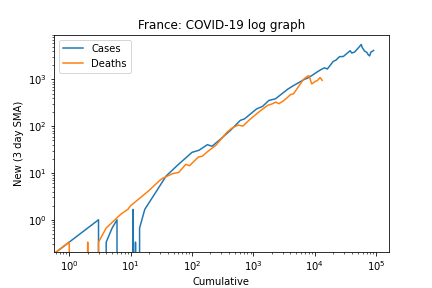 France: COVID-19 log graph
Cases
Deaths
New (3 day SMA)
10³
10²
10¹
10⁰
10⁰ 10¹ 10² 10³ 10⁴ 10⁵
Cumulative